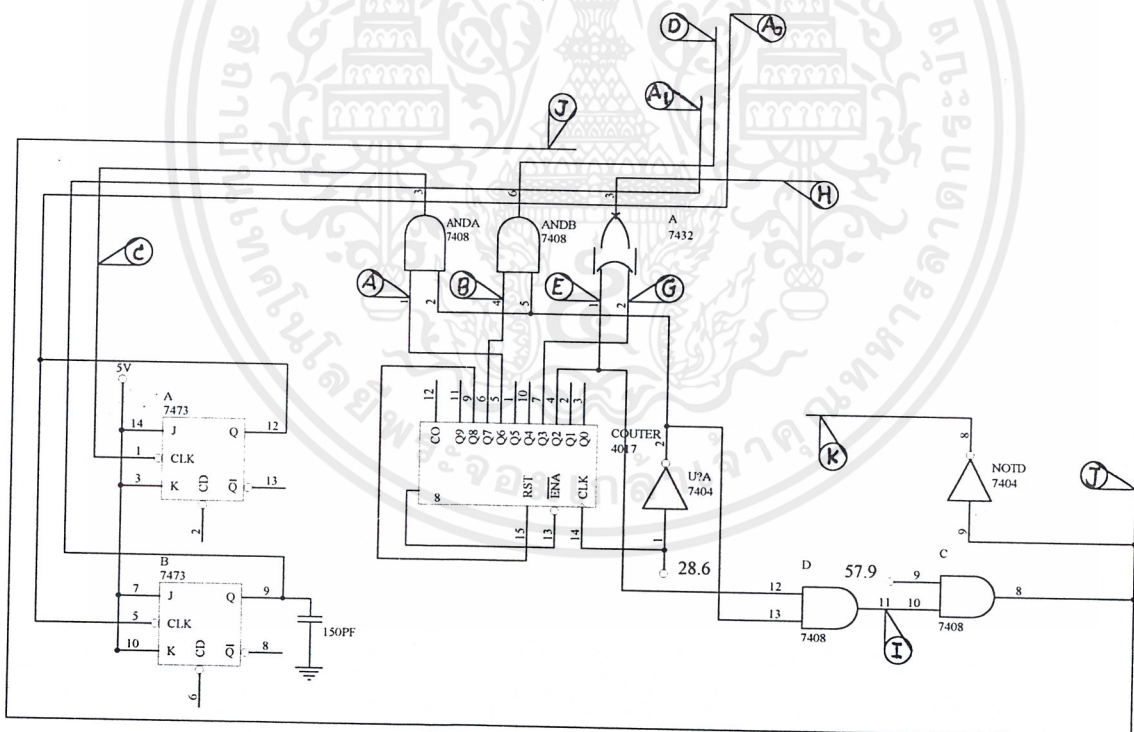 D
A0
A1
J
H
C
3
ANDA
7408
6
ANDB
7408
3
A
7432
A
1
2
B
4
5
E
1
2
G
5V
A
7473
14
J
Q
12
1
CLK
3
K
CD
Q
13
2
B
7473
7
J
Q
9
5
CLK
10
K
CD
Q
8
6
150PF
12
11
9
6
5
1
10
7
4
2
3
CO
Q9
Q8
Q7
Q6
Q5
Q4
Q3
Q2
Q1
Q0
COUTER
4017
8
RST
ENA
CLK
15
13
14
2
U?A
7404
1
28.6
D
12
13
11
7408
I
57.9
C
9
10
8
7408
K
8
NOTD
7404
9
J